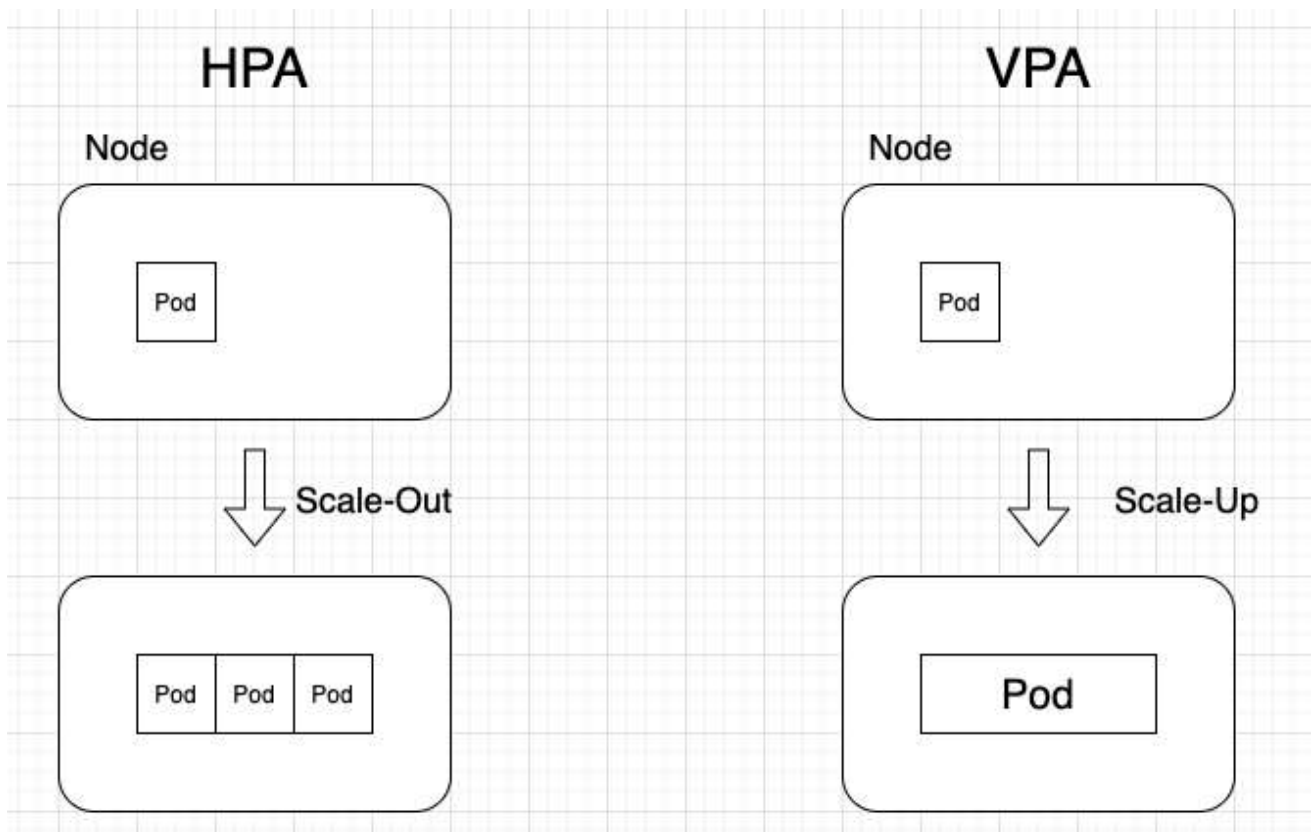 HPA
Node
Pod
Scale-Out
Pod Pod Pod
VPA
Node
Pod
Scale-Up
Pod